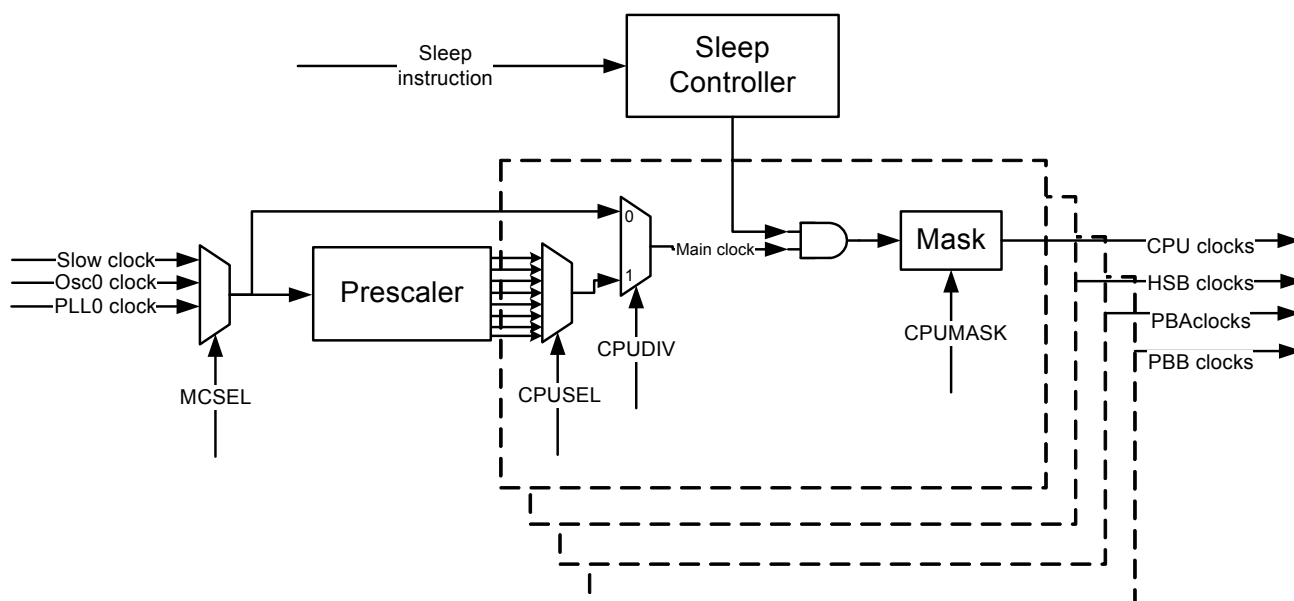 Sleep
instruction
Sleep
Controller
0
Slow clock
Osc0 clock
PLL0 clock
Prescaler
1
Main clock
Mask
CPU clocks
HSB clocks
PBAclocks
PBB clocks
MCSEL
CPUSEL
CPUDIV
CPUMASK